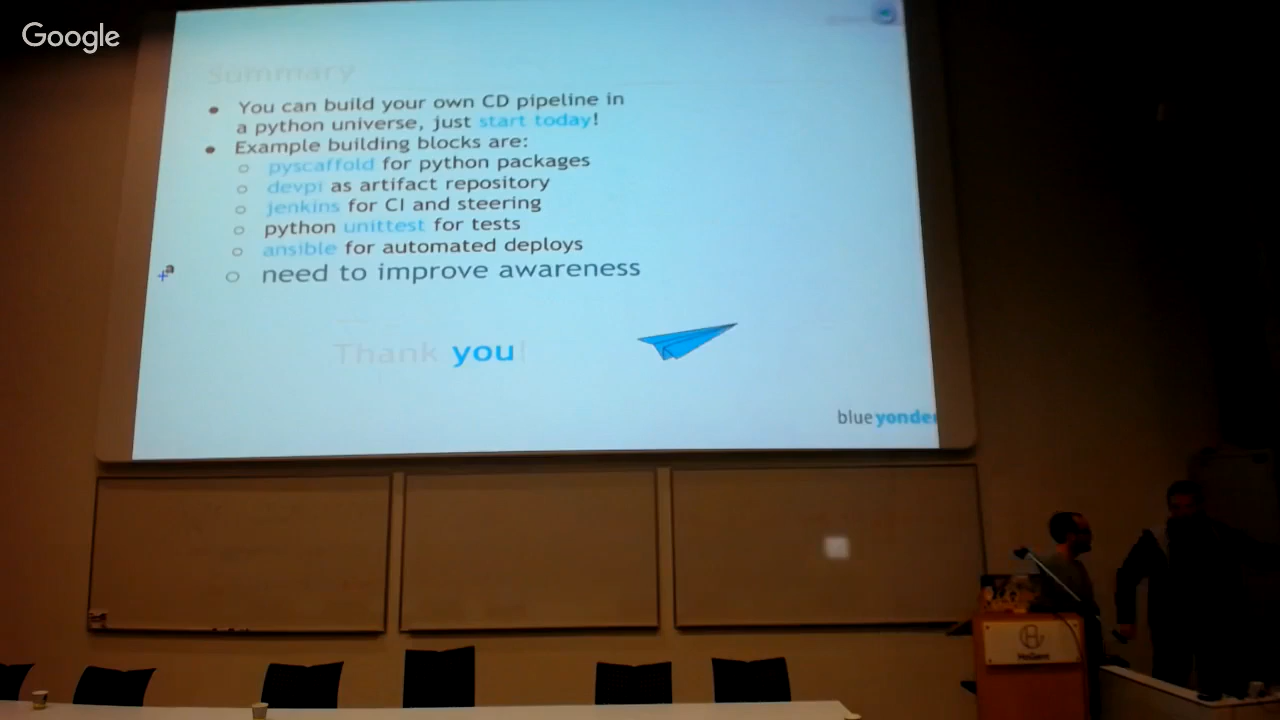 Google
Summary
You can build your own CD pipeline in
a python universe, just start today!
Example building blocks are:
pyscaffold for python packages
devpi as artifact repository
jenkins for CI and steering
python unittest for tests
ansible for automated deploys
need to improve awareness
Thank you!
blueyonder